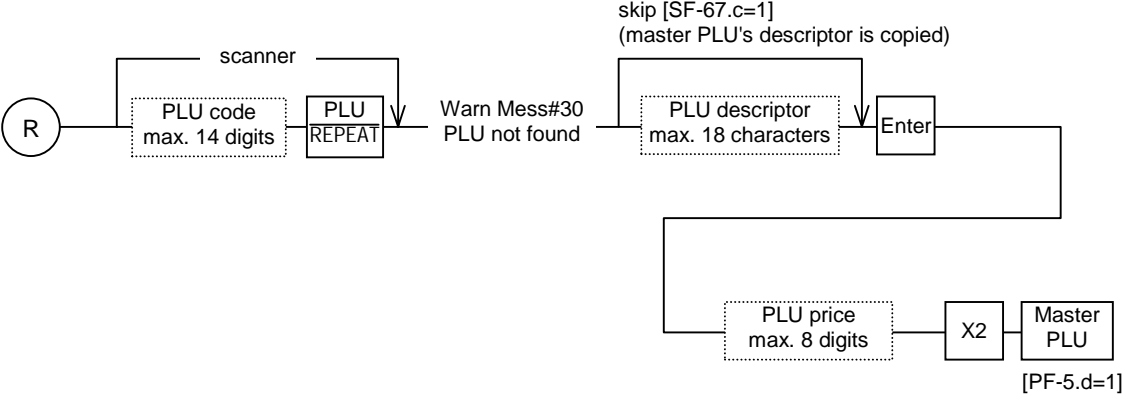 skip [SF-67.c=1]
(master PLU's descriptor is copied)
scanner
R
PLU code
max. 14 digits
PLU
REPEAT
Warn Mess#30
PLU not found
PLU descriptor
max. 18 characters
Enter
PLU price
max. 8 digits
X2
Master
PLU
[PF-5.d=1]